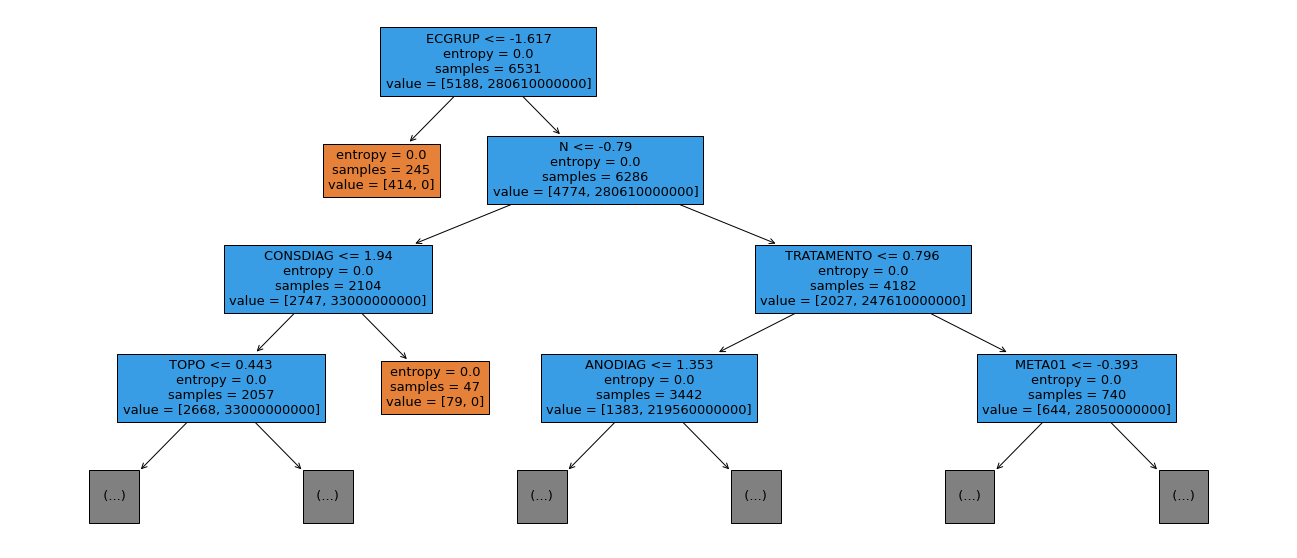 ECGRUP <= -1.617
entropy = 0.0
samples = 6531
value = [5188, 280610000000]
entropy = 0.0
samples = 245
value = [414, 0]
N <= -0.79
entropy = 0.0
samples = 6286
value = [4774, 280610000000]
CONSDIAG <= 1.94
entropy = 0.0
samples = 2104
value = [2747, 33000000000]
TRATAMENTO <= 0.796
entropy = 0.0
samples = 4182
value = [2027, 247610000000]
TOPO <= 0.443
entropy = 0.0
samples = 2057
value = [2668, 33000000000]
entropy = 0.0
samples = 47
value = [79, 0]
ANODIAG <= 1.353
entropy = 0.0
samples = 3442
value = [1383, 219560000000]
META01 <= -0.393
entropy = 0.0
samples = 740
value = [644, 28050000000]
(...)
(...)
(...)
(...)
(...)
(...)